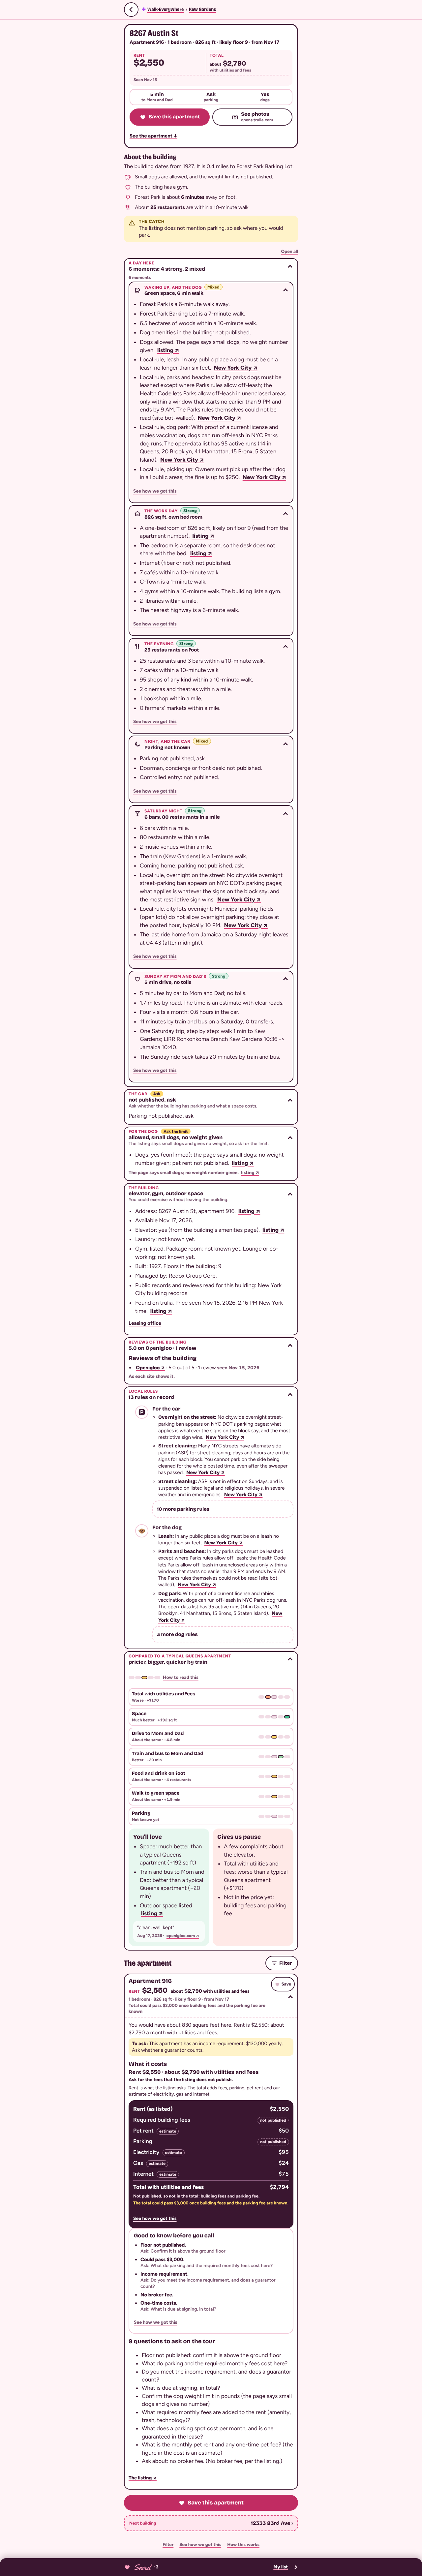 Walk-Everywhere › Kew Gardens
8267 Austin St
Apartment 916 · 1 bedroom · 826 sq ft · likely floor 9 · from Nov 17
RENT
$2,550
TOTAL
about $2,790
with utilities and fees
Seen Nov 15
5 min
to Mom and Dad
Ask
parking
Yes
dogs
Save this apartment
See photos
opens trulia.com
See the apartment ↓
About the building
The building dates from 1927. It is 0.4 miles to Forest Park Barking Lot.
Small dogs are allowed, and the weight limit is not published.
The building has a gym.
Forest Park is about 6 minutes away on foot.
About 25 restaurants are within a 10-minute walk.
THE CATCH
The listing does not mention parking, so ask where you would
park.
Open all
A DAY HERE
6 moments: 4 strong, 2 mixed
6 moments
WAKING UP, AND THE DOG Mixed
Green space, 6 min walk
• Forest Park is a 6-minute walk away.
• Forest Park Barking Lot is a 7-minute walk.
• 6.5 hectares of woods within a 10-minute walk.
• Dog amenities in the building: not published.
• Dogs allowed. The page says small dogs; no weight number
given. listing ↗
• Local rule, leash: In any public place a dog must be on a
leash no longer than six feet. New York City ↗
• Local rule, parks and beaches: In city parks dogs must be
leashed except where Parks rules allow off-leash; the
Health Code lets Parks allow off-leash in unenclosed areas
only within a window that starts no earlier than 9 PM and
ends by 9 AM. The Parks rules themselves could not be
read (site bot-walled). New York City ↗
• Local rule, dog park: With proof of a current license and
rabies vaccination, dogs can run off-leash in NYC Parks
dog runs. The open-data list has 95 active runs (14 in
Queens, 20 Brooklyn, 41 Manhattan, 15 Bronx, 5 Staten
Island). New York City ↗
• Local rule, picking up: Owners must pick up after their dog
in all public areas; the fine is up to $250. New York City ↗
See how we got this
THE WORK DAY Strong
826 sq ft, own bedroom
• A one-bedroom of 826 sq ft, likely on floor 9 (read from the
apartment number). listing ↗
• The bedroom is a separate room, so the desk does not
share with the bed. listing ↗
• Internet (fiber or not): not published.
• 7 cafés within a 10-minute walk.
• C-Town is a 1-minute walk.
• 4 gyms within a 10-minute walk. The building lists a gym.
• 2 libraries within a mile.
• The nearest highway is a 6-minute walk.
See how we got this
THE EVENING Strong
25 restaurants on foot
• 25 restaurants and 3 bars within a 10-minute walk.
• 7 cafés within a 10-minute walk.
• 95 shops of any kind within a 10-minute walk.
• 2 cinemas and theatres within a mile.
• 1 bookshop within a mile.
• 0 farmers' markets within a mile.
See how we got this
NIGHT, AND THE CAR Mixed
Parking not known
• Parking not published, ask.
• Doorman, concierge or front desk: not published.
• Controlled entry: not published.
See how we got this
SATURDAY NIGHT Strong
6 bars, 80 restaurants in a mile
• 6 bars within a mile.
• 80 restaurants within a mile.
• 2 music venues within a mile.
• The train (Kew Gardens) is a 1-minute walk.
• Coming home: parking not published, ask.
• Local rule, overnight on the street: No citywide overnight
street-parking ban appears on NYC DOT's parking pages;
what applies is whatever the signs on the block say, and
the most restrictive sign wins. New York City ↗
• Local rule, city lots overnight: Municipal parking fields
(open lots) do not allow overnight parking; they close at
the posted hour, typically 10 PM. New York City ↗
• The last ride home from Jamaica on a Saturday night leaves
at 04:43 (after midnight).
See how we got this
SUNDAY AT MOM AND DAD'S Strong
5 min drive, no tolls
• 5 minutes by car to Mom and Dad; no tolls.
• 1.7 miles by road. The time is an estimate with clear roads.
• Four visits a month: 0.6 hours in the car.
• 11 minutes by train and bus on a Saturday, 0 transfers.
• One Saturday trip, step by step: walk 1 min to Kew
Gardens; LIRR Ronkonkoma Branch Kew Gardens 10:36 ->
Jamaica 10:40.
• The Sunday ride back takes 20 minutes by train and bus.
See how we got this
THE CAR Ask
not published, ask
Ask whether the building has parking and what a space costs.
Parking not published, ask.
FOR THE DOG Ask the limit
allowed, small dogs, no weight given
The listing says small dogs and gives no weight, so ask for the limit.
• Dogs: yes (confirmed); the page says small dogs; no weight
number given, pet rent not published. listing ↗
The page says small dogs; no weight number given. listing ↗
THE BUILDING
elevator, gym, outdoor space
You could exercise without leaving the building.
• Address: 8267 Austin St, apartment 916. listing ↗
• Available Nov 17, 2026.
• Elevator: yes (from the building's amenities page). listing ↗
• Laundry: not known yet.
• Gym: listed. Package room: not known yet. Lounge or co-
working: not known yet.
• Built: 1927. Floors in the building: 9.
• Managed by: Redox Group Corp.
• Public records and reviews read for this building: New York
City building records.
• Found on trulia. Price seen Nov 15, 2026, 2:16 PM New York
time. listing ↗
Leasing office
REVIEWS OF THE BUILDING
5.0 on Openigloo · 1 review
Reviews of the building
• Openigloo ↗ · 5.0 out of 5 · 1 review seen Nov 15, 2026
As each site shows it.
LOCAL RULES
13 rules on record
For the car
Overnight on the street: No citywide overnight street-
parking ban appears on NYC DOT's parking pages; what
applies is whatever the signs on the block say, and the most
restrictive sign wins. New York City ↗
Street cleaning: Many NYC streets have alternate side
parking (ASP) for street cleaning, days and hours are on the
signs for each block. You cannot park on the side being
cleaned for the whole posted time, even after the sweeper
has passed. New York City ↗
Street cleaning: ASP is not in effect on Sundays, and is
suspended on listed legal and religious holidays, in severe
weather and in emergencies. New York City ↗
10 more parking rules
For the dog
Leash: In any public place a dog must be on a leash no
longer than six feet. New York City ↗
Parks and beaches: In city parks dogs must be leashed
except where Parks rules allow off-leash; the Health Code
lets Parks allow off-leash in unenclosed areas only within a
window that starts no earlier than 9 PM and ends by 9 AM.
The Parks rules themselves could not be read (site bot-
walled). New York City ↗
Dog park: With proof of a current license and rabies
vaccination, dogs can run off-leash in NYC Parks dog runs.
The open-data list has 95 active runs (14 in Queens, 20
Brooklyn, 41 Manhattan, 15 Bronx, 5 Staten Island). New
York City ↗
3 more dog rules
COMPARED TO A TYPICAL QUEENS APARTMENT
pricier, bigger, quicker by train
How to read this
Total with utilities and fees
Worse · +$170
Space
Much better · +192 sq ft
Drive to Mom and Dad
About the same · -4.8 min
Train and bus to Mom and Dad
Better · -20 min
Food and drink on foot
About the same · -4 restaurants
Walk to green space
About the same · +1.9 min
Parking
Not known yet
You'll love
• Space: much better than
a typical Queens
apartment (+192 sq ft)
• Train and bus to Mom and
Dad: better than a typical
Queens apartment (-20
min)
• Outdoor space listed
listing ↗
"clean, well kept"
Aug 17, 2026 · openigloo.com ↗
Gives us pause
• A few complaints about
the elevator.
• Total with utilities and
fees: worse than a typical
Queens apartment
(+$170)
• Not in the price yet:
building fees and parking
fee
The apartment
Filter
Apartment 916
Save
RENT $2,550 about $2,790 with utilities and fees
1 bedroom · 826 sq ft · likely floor 9 · from Nov 17
Total could pass $3,000 once building fees and the parking fee are
known
You would have about 830 square feet here. Rent is $2,550; about
$2,790 a month with utilities and fees.
To ask: This apartment has an income requirement: $130,000 yearly.
Ask whether a guarantor counts.
What it costs
Rent $2,550 · about $2,790 with utilities and fees
Ask for the fees that the listing does not publish.
Rent is what the listing asks. The total adds fees, parking, pet rent and our
estimate of electricity, gas and internet.
Rent (as listed) $2,550
Required building fees not published
Pet rent estimate $50
Parking not published
Electricity estimate $95
Gas estimate $24
Internet estimate $75
Total with utilities and fees $2,794
Not published, so not in the total: building fees and parking fee.
The total could pass $3,000 once building fees and the parking fee are known.
See how we got this
Good to know before you call
• Floor not published.
Ask: Confirm it is above the ground floor
• Could pass $3,000.
Ask: What do parking and the required monthly fees cost here?
• Income requirement.
Ask: Do you meet the income requirement, and does a guarantor
count?
• No broker fee.
• One-time costs.
Ask: What is due at signing, in total?
See how we got this
9 questions to ask on the tour
• Floor not published: confirm it is above the ground floor
• What do parking and the required monthly fees cost here?
• Do you meet the income requirement, and does a guarantor
count?
• What is due at signing, in total?
• Confirm the dog weight limit in pounds (the page says small
dogs and gives no number)
• What required monthly fees are added to the rent (amenity,
trash, technology)?
• What does a parking spot cost per month, and is one
guaranteed in the lease?
• What is the monthly pet rent and any one-time pet fee? (the
figure in the cost is an estimate)
• Ask about: no broker fee. (No broker fee, per the listing.)
The listing ↗
Save this apartment
Next building
12333 83rd Ave ›
Filter See how we got this How this works
Saved · 3
My list